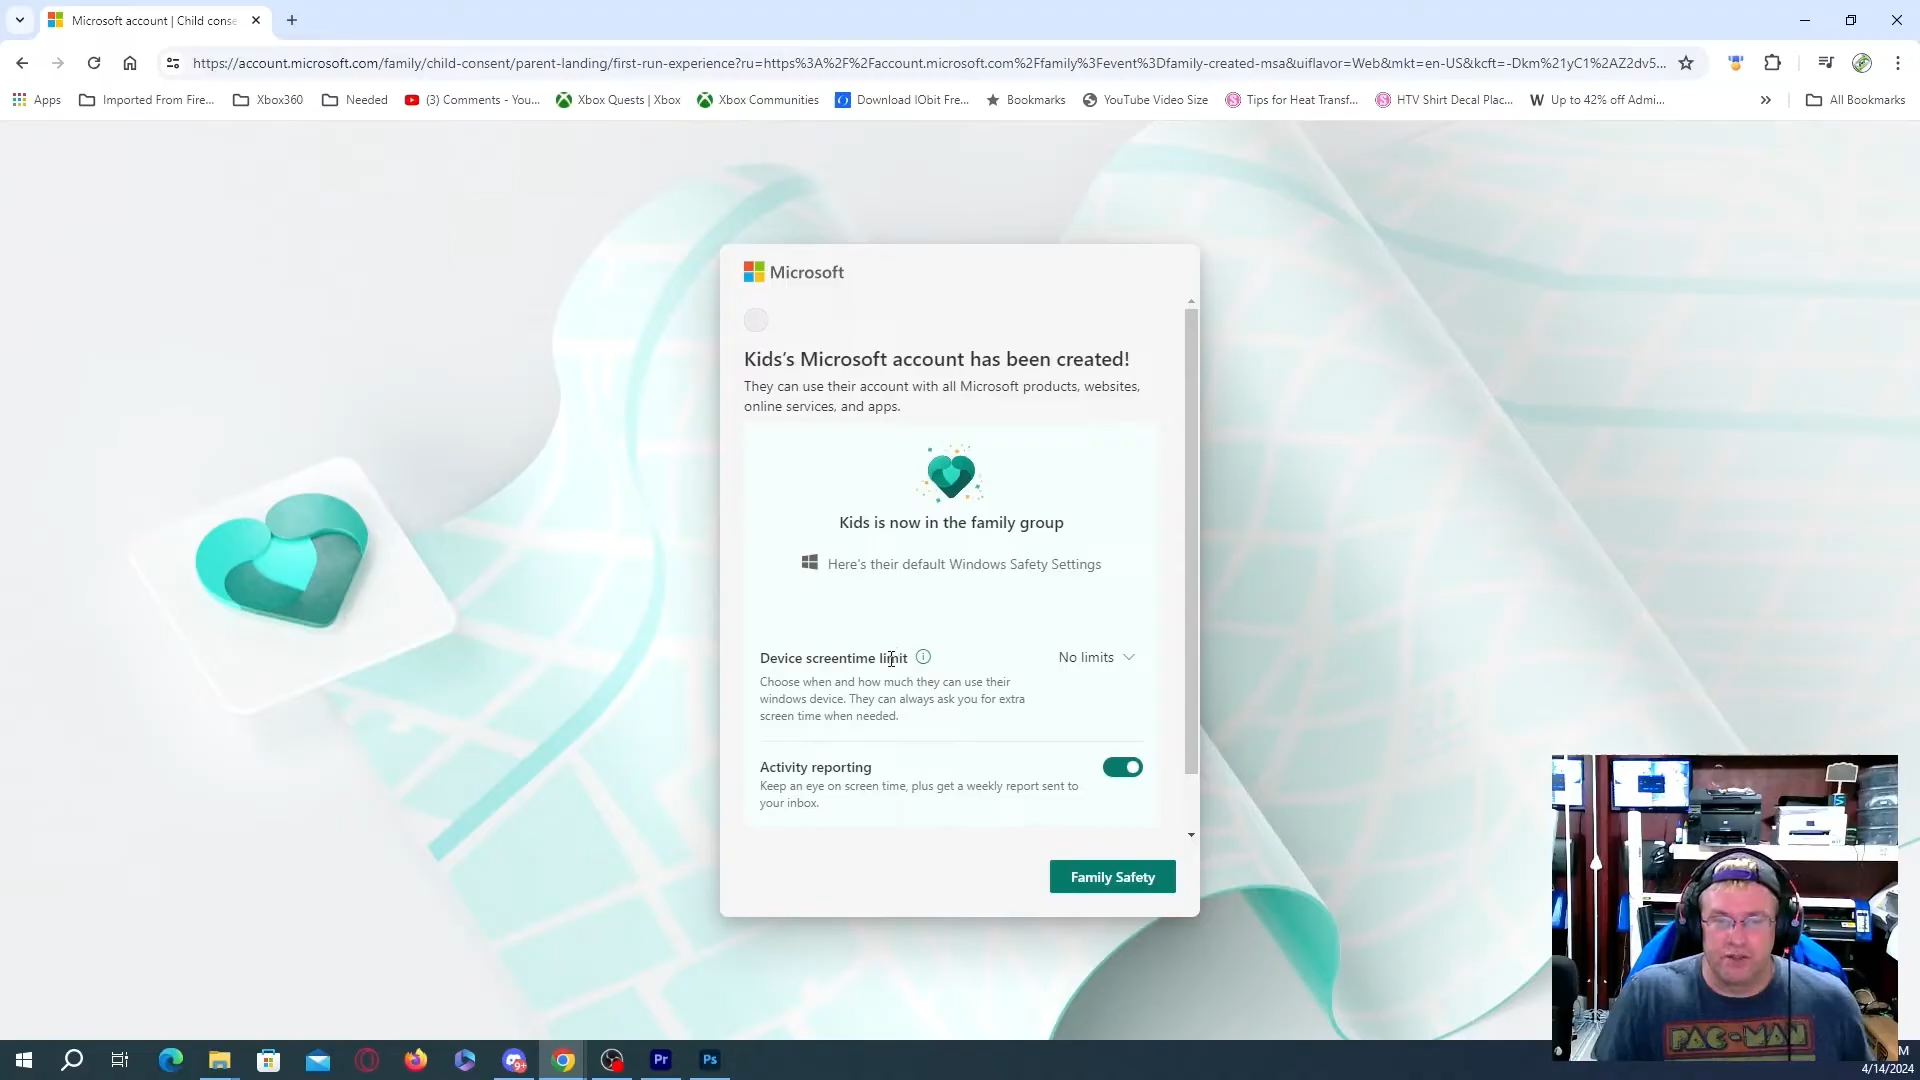 Microsoft account | Child conse
https://account.microsoft.com/family/child-consent/parent-landing/first-run-experience?ru=https%3A%2F%2Faccount.microsoft.com%2Ffamily%3Fevent%3Dfamily-created-msa&uiflavor=Web&mkt=en-US&kcft=-Dkm%21yC1%2AZ2dv5...
Apps
Imported From Fire...
Xbox360
Needed
(3) Comments - You...
Xbox Quests | Xbox
Xbox Communities
Download IObit Fre...
Bookmarks
YouTube Video Size
Tips for Heat Transf...
HTV Shirt Decal Plac...
W Up to 42% off Admi...
All Bookmarks
Microsoft
Kids's Microsoft account has been created!
They can use their account with all Microsoft products, websites,
online services, and apps.
Kids is now in the family group
Here's their default Windows Safety Settings
Device screentime limit
No limits
Choose when and how much they can use their
windows device. They can always ask you for extra
screen time when needed.
Activity reporting
Keep an eye on screen time, plus get a weekly report sent to
your inbox.
Family Safety
PAC-MAN
9+
Pr
Ps
M
4/14/2024